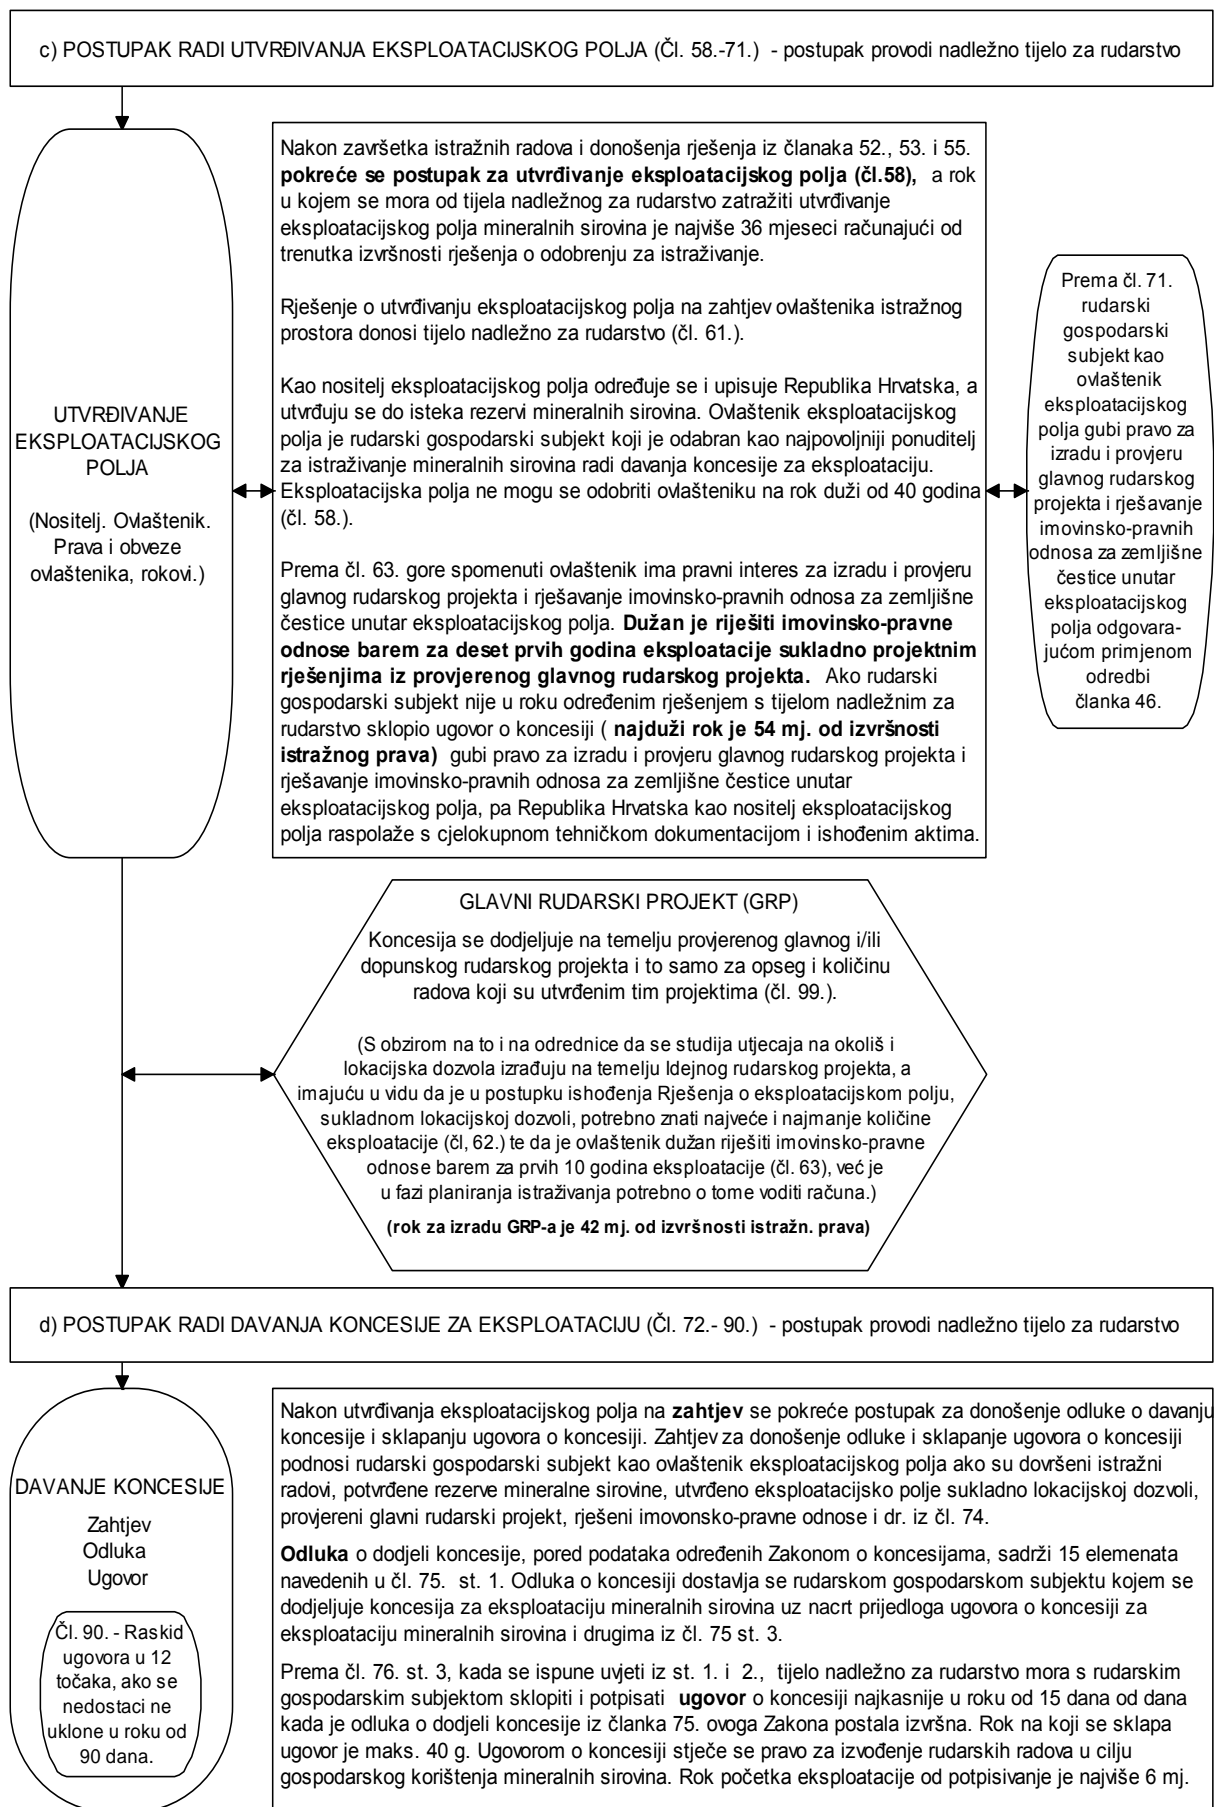 c) POSTUPAK RADI UTVRĐIVANJA EKSPLOATACIJSKOG POLJA (Čl. 58.-71.) - postupak provodi nadležno tijelo za rudarstvo
UTVRĐIVANJE
EKSPLOATACIJSKOG
POLJA
(Nositelj. Ovlaštenik.
Prava i obveze
ovlaštenika, rokovi.)
Nakon završetka istražnih radova i donošenja rješenja iz članaka 52., 53. i 55.
pokreće se postupak za utvrđivanje eksploatacijskog polja (čl.58), a rok
u kojem se mora od tijela nadležnog za rudarstvo zatražiti utvrđivanje
eksploatacijskog polja mineralnih sirovina je najviše 36 mjeseci računajući od
trenutka izvršnosti rješenja o odobrenju za istraživanje.
Rješenje o utvrđivanju eksploatacijskog polja na zahtjev ovlaštenika istražnog
prostora donosi tijelo nadležno za rudarstvo (čl. 61.).
Kao nositelj eksploatacijskog polja određuje se i upisuje Republika Hrvatska, a
utvrđuju se do isteka rezervi mineralnih sirovina. Ovlaštenik eksploatacijskog
polja je rudarski gospodarski subjekt koji je odabran kao najpovoljniji ponuditelj
za istraživanje mineralnih sirovina radi davanja koncesije za eksploataciju.
Eksploatacijska polja ne mogu se odobriti ovlašteniku na rok duži od 40 godina
(čl. 58.).
Prema čl. 63. gore spomenuti ovlaštenik ima pravni interes za izradu i provjeru
glavnog rudarskog projekta i rješavanje imovinsko-pravnih odnosa za zemljišne
čestice unutar eksploatacijskog polja. Dužan je riješiti imovinsko-pravne
odnose barem za deset prvih godina eksploatacije sukladno projektnim
rješenjima iz provjerenog glavnog rudarskog projekta. Ako rudarski
gospodarski subjekt nije u roku određenim rješenjem s tijelom nadležnim za
rudarstvo sklopio ugovor o koncesiji ( najduži rok je 54 mj. od izvršnosti
istražnog prava) gubi pravo za izradu i provjeru glavnog rudarskog projekta i
rješavanje imovinsko-pravnih odnosa za zemljišne čestice unutar
eksploatacijskog polja, pa Republika Hrvatska kao nositelj eksploatacijskog
polja raspolaže s cjelokupnom tehničkom dokumentacijom i ishođenim aktima.
Prema čl. 71.
rudarski
gospodarski
subjekt kao
ovlaštenik
eksploatacijskog
polja gubi pravo za
izradu i provjeru
glavnog rudarskog
projekta i rješavanje
imovinsko-pravnih
odnosa za zemljišne
čestice unutar
eksploatacijskog
polja odgovara-
jućom primjenom
odredbi
članka 46.
GLAVNI RUDARSKI PROJEKT (GRP)
Koncesija se dodjeljuje na temelju provjerenog glavnog i/ili
dopunskog rudarskog projekta i to samo za opseg i količinu
radova koji su utvrđenim tim projektima (čl. 99.).
(S obzirom na to i na odrednice da se studija utjecaja na okoliš i
lokacijska dozvola izrađuju na temelju Idejnog rudarskog projekta, a
imajuću u vidu da je u postupku ishođenja Rješenja o eksploatacijskom polju,
sukladnom lokacijskoj dozvoli, potrebno znati najveće i najmanje količine
eksploatacije (čl, 62.) te da je ovlaštenik dužan riješiti imovinsko-pravne
odnose barem za prvih 10 godina eksploatacije (čl. 63), već je
u fazi planiranja istraživanja potrebno o tome voditi računa.)
(rok za izradu GRP-a je 42 mj. od izvršnosti istražn. prava)
d) POSTUPAK RADI DAVANJA KONCESIJE ZA EKSPLOATACIJU (Čl. 72.- 90.) - postupak provodi nadležno tijelo za rudarstvo
DAVANJE KONCESIJE
Zahtjev
Odluka
Ugovor
Čl. 90. - Raskid
ugovora u 12
točaka, ako se
nedostaci ne
uklone u roku od
90 dana.
Nakon utvrđivanja eksploatacijskog polja na zahtjev se pokreće postupak za donošenje odluke o davanju
koncesije i sklapanju ugovora o koncesiji. Zahtjev za donošenje odluke i sklapanje ugovora o koncesiji
podnosi rudarski gospodarski subjekt kao ovlaštenik eksploatacijskog polja ako su dovršeni istražni
radovi, potvrđene rezerve mineralne sirovine, utvrđeno eksploatacijsko polje sukladno lokacijskoj dozvoli,
provjereni glavni rudarski projekt, rješeni imovonsko-pravne odnose i dr. iz čl. 74.
Odluka o dodjeli koncesije, pored podataka određenih Zakonom o koncesijama, sadrži 15 elemenata
navedenih u čl. 75. st. 1. Odluka o koncesiji dostavlja se rudarskom gospodarskom subjektu kojem se
dodjeljuje koncesija za eksploataciju mineralnih sirovina uz nacrt prijedloga ugovora o koncesiji za
eksploataciju mineralnih sirovina i drugima iz čl. 75 st. 3.
Prema čl. 76. st. 3, kada se ispune uvjeti iz st. 1. i 2., tijelo nadležno za rudarstvo mora s rudarskim
gospodarskim subjektom sklopiti i potpisati ugovor o koncesiji najkasnije u roku od 15 dana od dana
kada je odluka o dodjeli koncesije iz članka 75. ovoga Zakona postala izvršna. Rok na koji se sklapa
ugovor je maks. 40 g. Ugovorom o koncesiji stječe se pravo za izvođenje rudarskih radova u cilju
gospodarskog korištenja mineralnih sirovina. Rok početka eksploatacije od potpisivanje je najviše 6 mj.